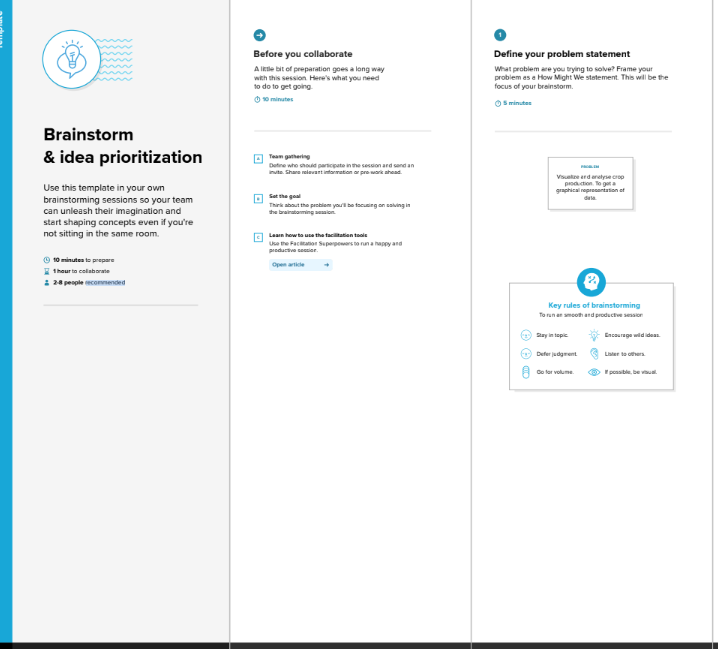 Template
Brainstorm
& idea prioritization
Use this template in your own
brainstorming sessions so your team
can unleash their imagination and
start shaping concepts even if you're
not sitting in the same room.
10 minutes to prepare
1 hour to collaborate
2-8 people recommended
Before you collaborate
A little bit of preparation goes a long way
with this session. Here's what you need
to do to get going.
10 minutes
A
Team gathering
Define who should participate in the session and send an
invite. Share relevant information or pre-work ahead.
B
Set the goal
Think about the problem you'll be focusing on solving in
the brainstorming session.
C
Learn how to use the facilitation tools
Use the Facilitation Superpowers to run a happy and
productive session.
Open article
1
Define your problem statement
What problem are you trying to solve? Frame your
problem as a How Might We statement. This will be the
focus of your brainstorm.
5 minutes
PROBLEM
Visualize and analyse crop
production. To get a
graphical representation of
data.
Key rules of brainstorming
To run an smooth and productive session
Stay in topic.
Encourage wild ideas.
Defer judgment.
Listen to others.
Go for volume.
If possible, be visual.